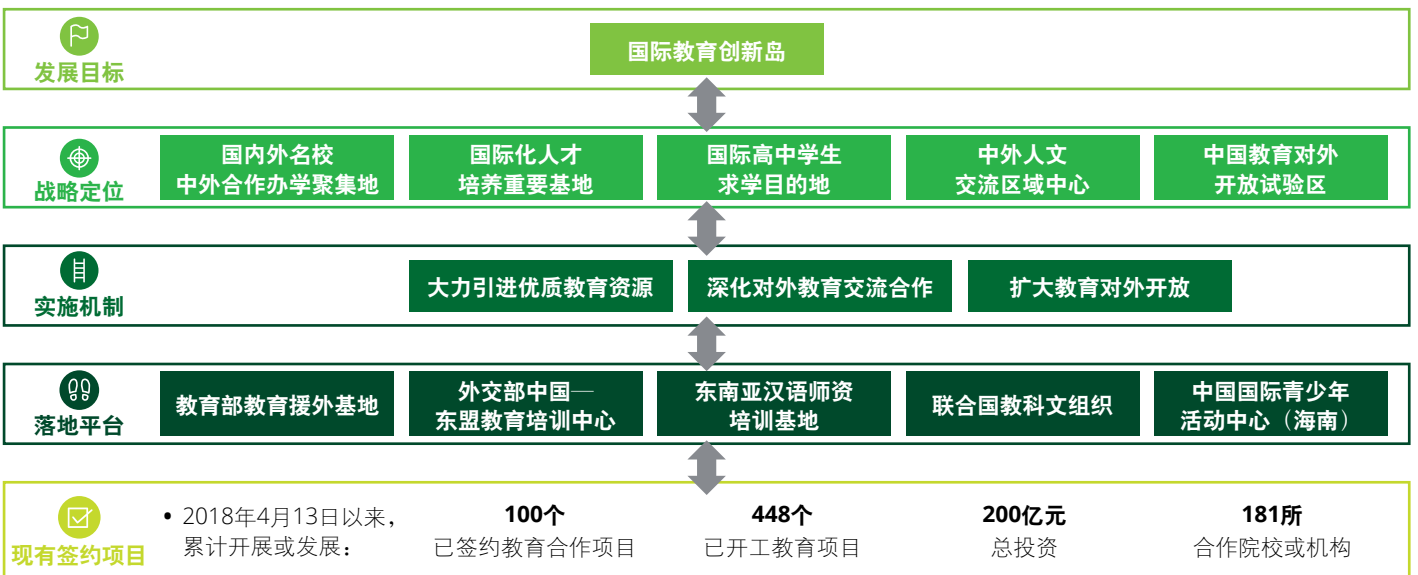 发展目标
国际教育创新岛
战略定位
国内外名校
中外合作办学聚集地
国际化人才
培养重要基地
国际高中学生
求学目的地
中外人文
交流区域中心
中国教育对外
开放试验区
实施机制
大力引进优质教育资源
深化对外教育交流合作
扩大教育对外开放
落地平台
教育部教育援外基地
外交部中国—
东盟教育培训中心
东南亚汉语师资
培训基地
联合国教科文组织
中国国际青少年
活动中心（海南）
现有签约项目
• 2018年4月13日以来，
累计开展或发展：
100个
已签约教育合作项目
448个
已开工教育项目
200亿元
总投资
181所
合作院校或机构